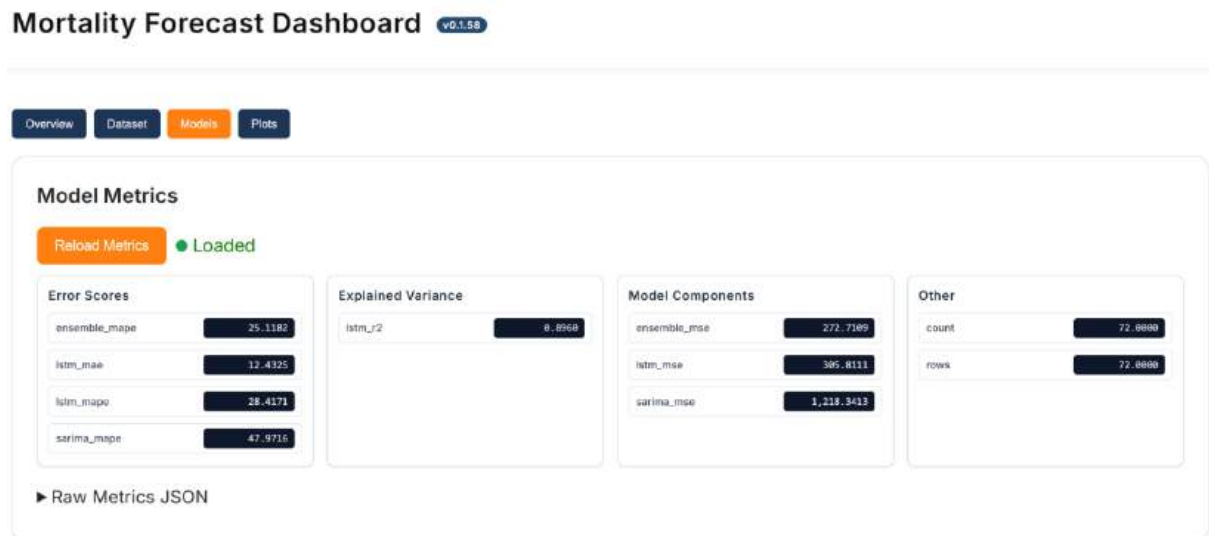 Mortality Forecast Dashboard v0.1.58
Overview Dataset Models Plots
Model Metrics
Reload Metrics Loaded
Error Scores
ensemble_mape 25.1182
lstm_mae 12.4325
lstm_mape 28.4171
sarima_mape 47.9716
Explained Variance
lstm_r2 0.8960
Model Components
ensemble_mse 272.7109
lstm_mse 305.8111
sarima_mse 1,218.3413
Other
count 72.0000
rows 72.0000
Raw Metrics JSON